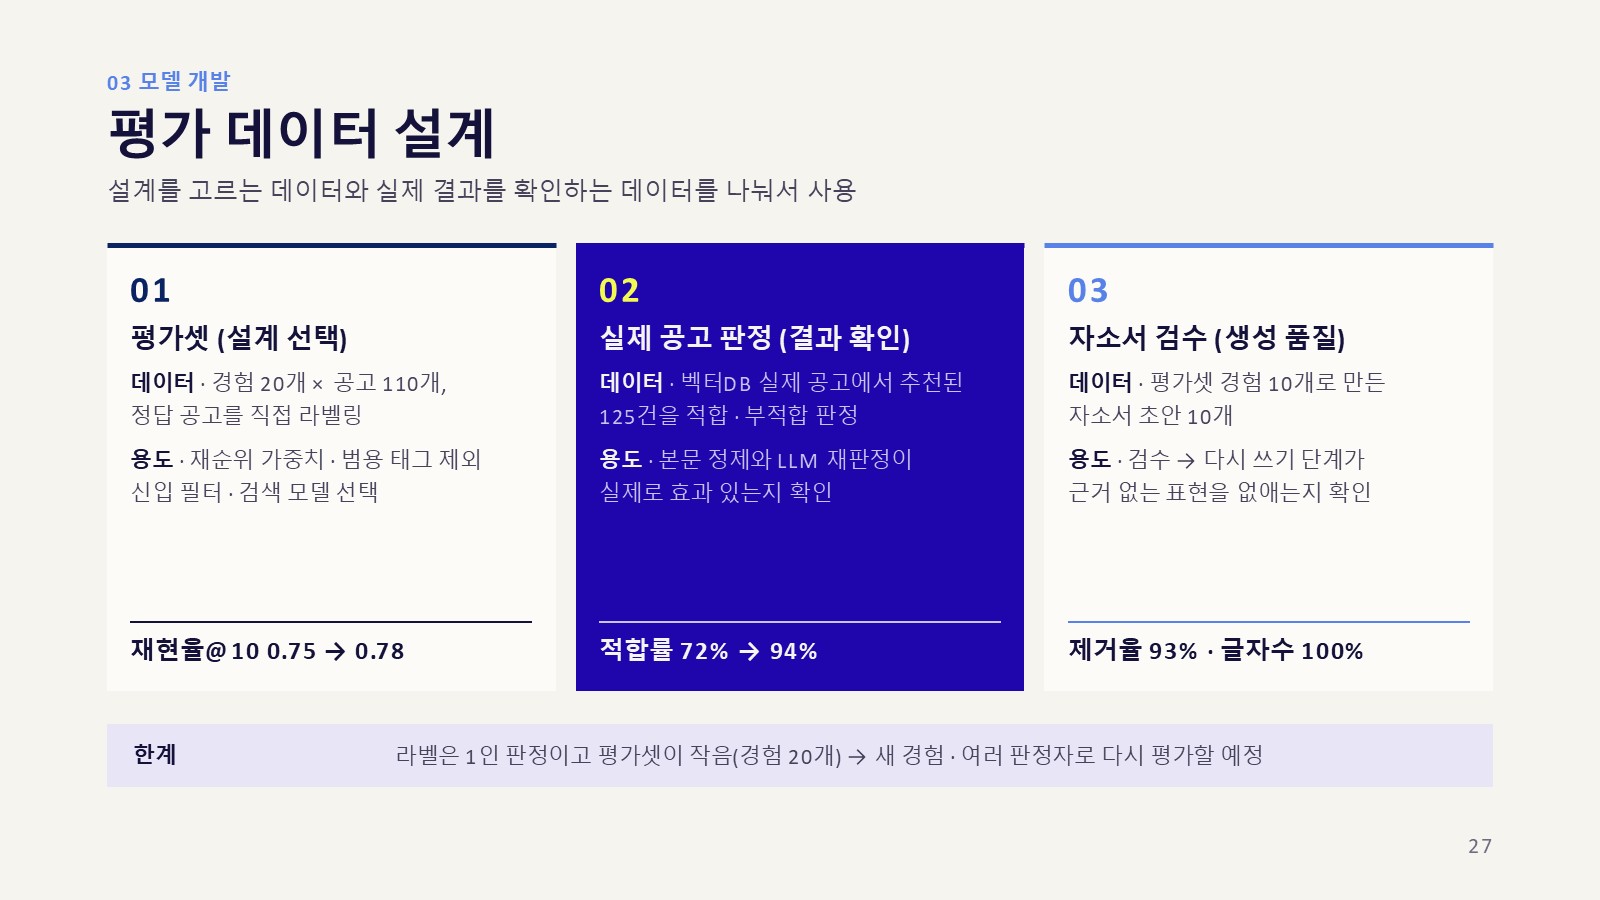 03 모델 개발
평가 데이터 설계
설계를 고르는 데이터와 실제 결과를 확인하는 데이터를 나눠서 사용
01
평가셋 (설계 선택)
데이터 · 경험 20개 × 공고 110개,
정답 공고를 직접 라벨링
용도 · 재순위 가중치 · 범용 태그 제외
신입 필터 · 검색 모델 선택
재현율@10 0.75 → 0.78
02
실제 공고 판정 (결과 확인)
데이터 · 벡터DB 실제 공고에서 추천된
125건을 적합 · 부적합 판정
용도 · 본문 정제와 LLM 재판정이
실제로 효과 있는지 확인
적합률 72% → 94%
03
자소서 검수 (생성 품질)
데이터 · 평가셋 경험 10개로 만든
자소서 초안 10개
용도 · 검수 → 다시 쓰기 단계가
근거 없는 표현을 없애는지 확인
제거율 93% · 글자수 100%
한계
라벨은 1인 판정이고 평가셋이 작음(경험 20개) → 새 경험 · 여러 판정자로 다시 평가할 예정
27